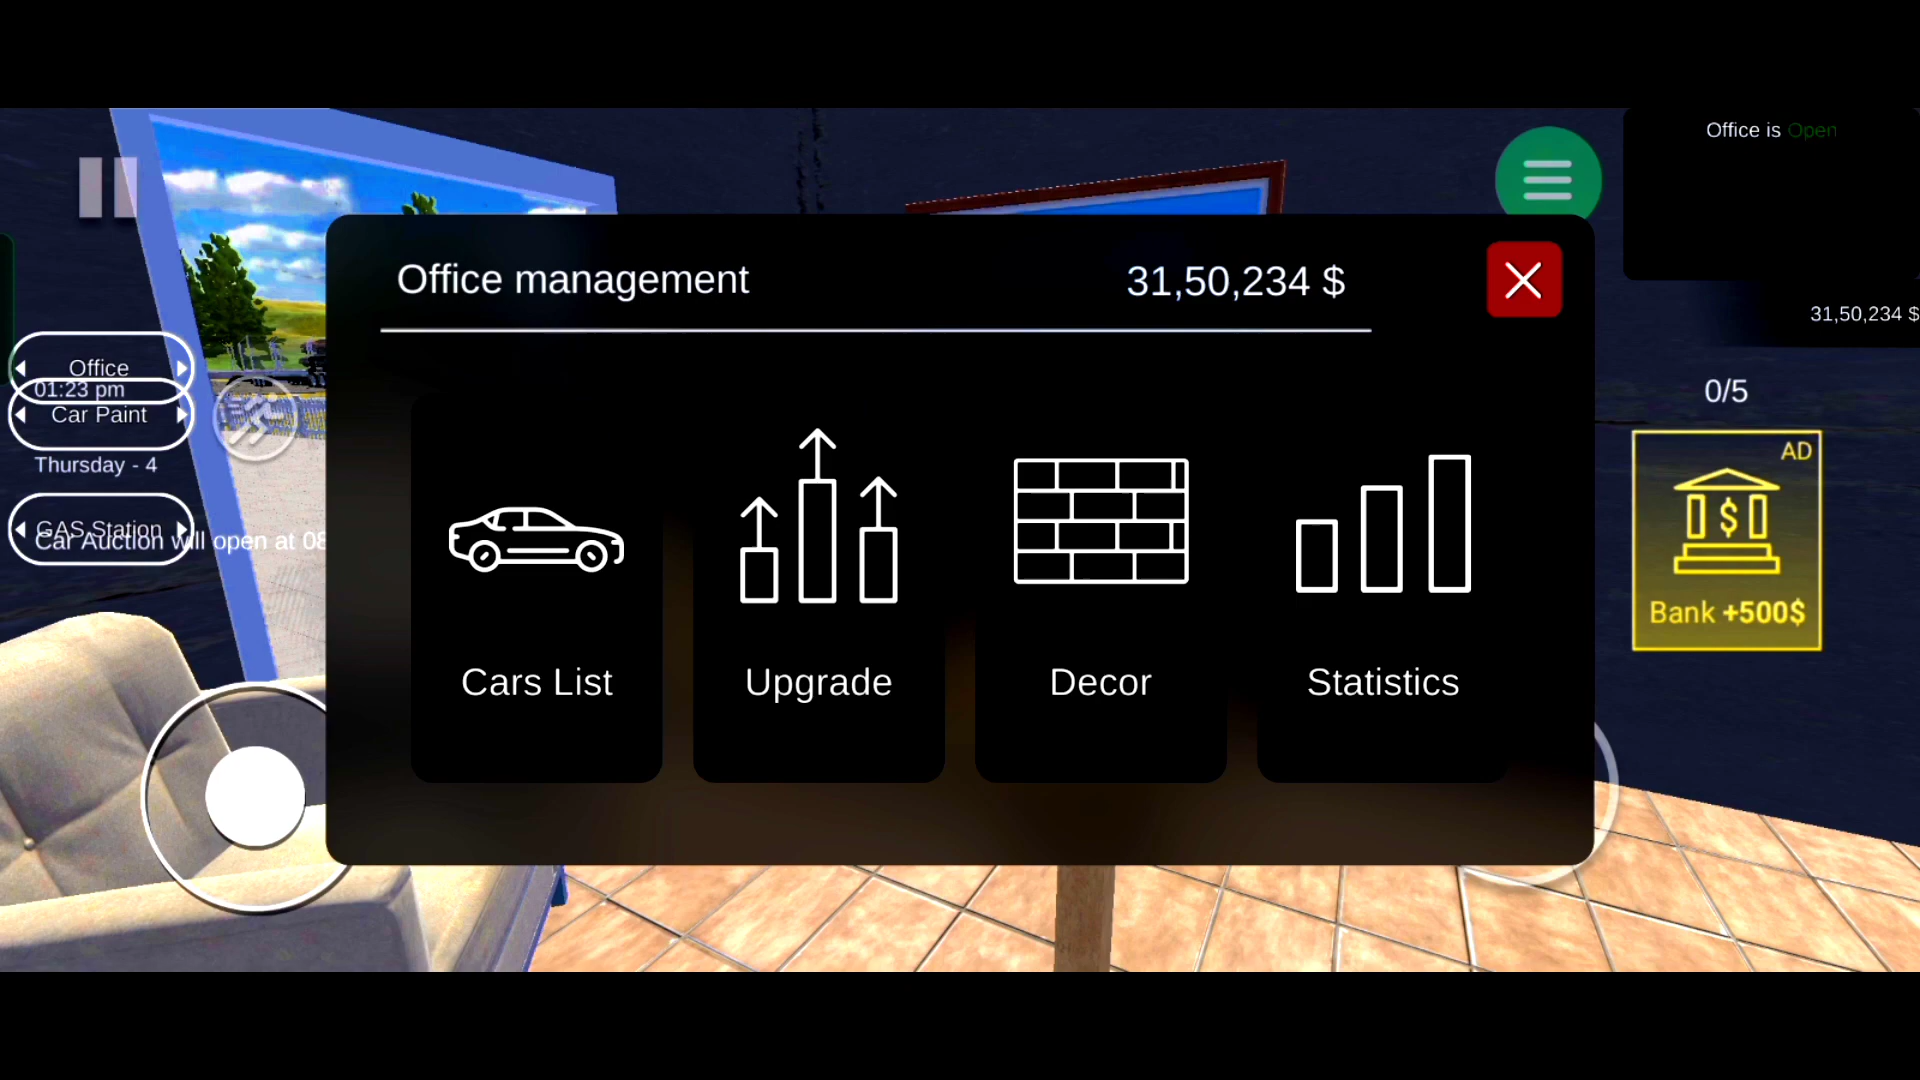 Office is Open
Office management
31,50,234 $
31,50,234 $
Office
01:23 pm
Car Paint
Thursday - 4
GAS Station
Car Auction will open at 08
0/5
AD
Bank +500$
Cars List
Upgrade
Decor
Statistics